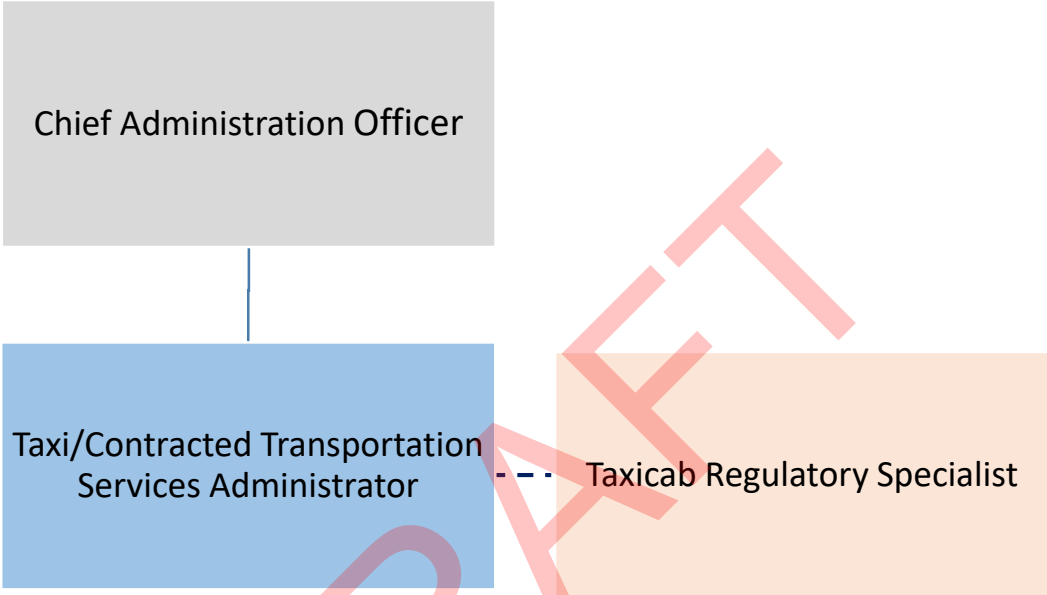 Chief Administration Officer
Taxi/Contracted Transportation
Services Administrator
Taxicab Regulatory Specialist
DRAFT